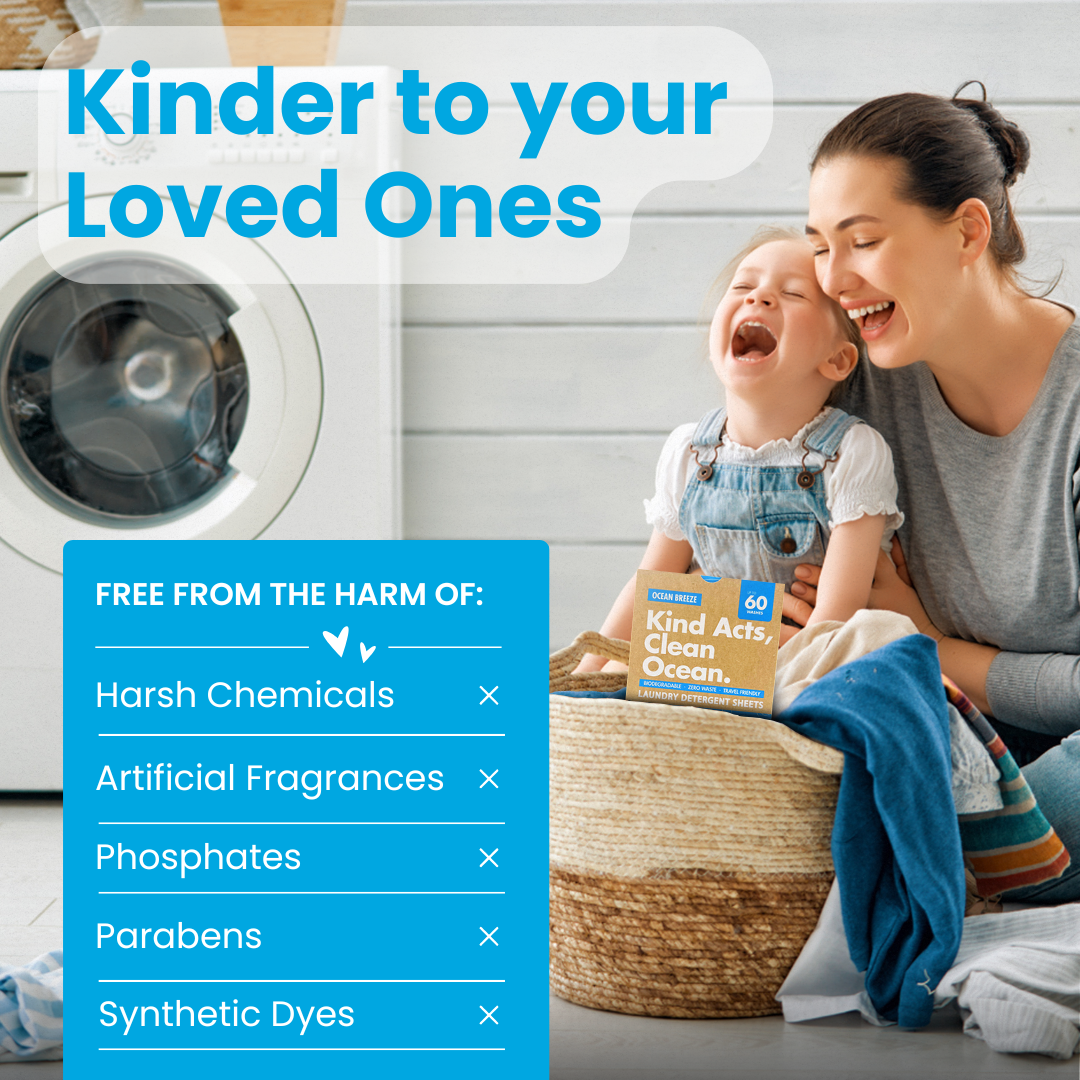 Kinder to your
Loved Ones
FREE FROM THE HARM OF:
Harsh Chemicals
Artificial Fragrances
Phosphates
Parabens
Synthetic Dyes
OCEAN BREEZE
60
WASHES
Kind Acts,
Clean
Ocean.
BIODEGRADABLE · ZERO WASTE · TRAVEL FRIENDLY
LAUNDRY DETERGENT SHEETS